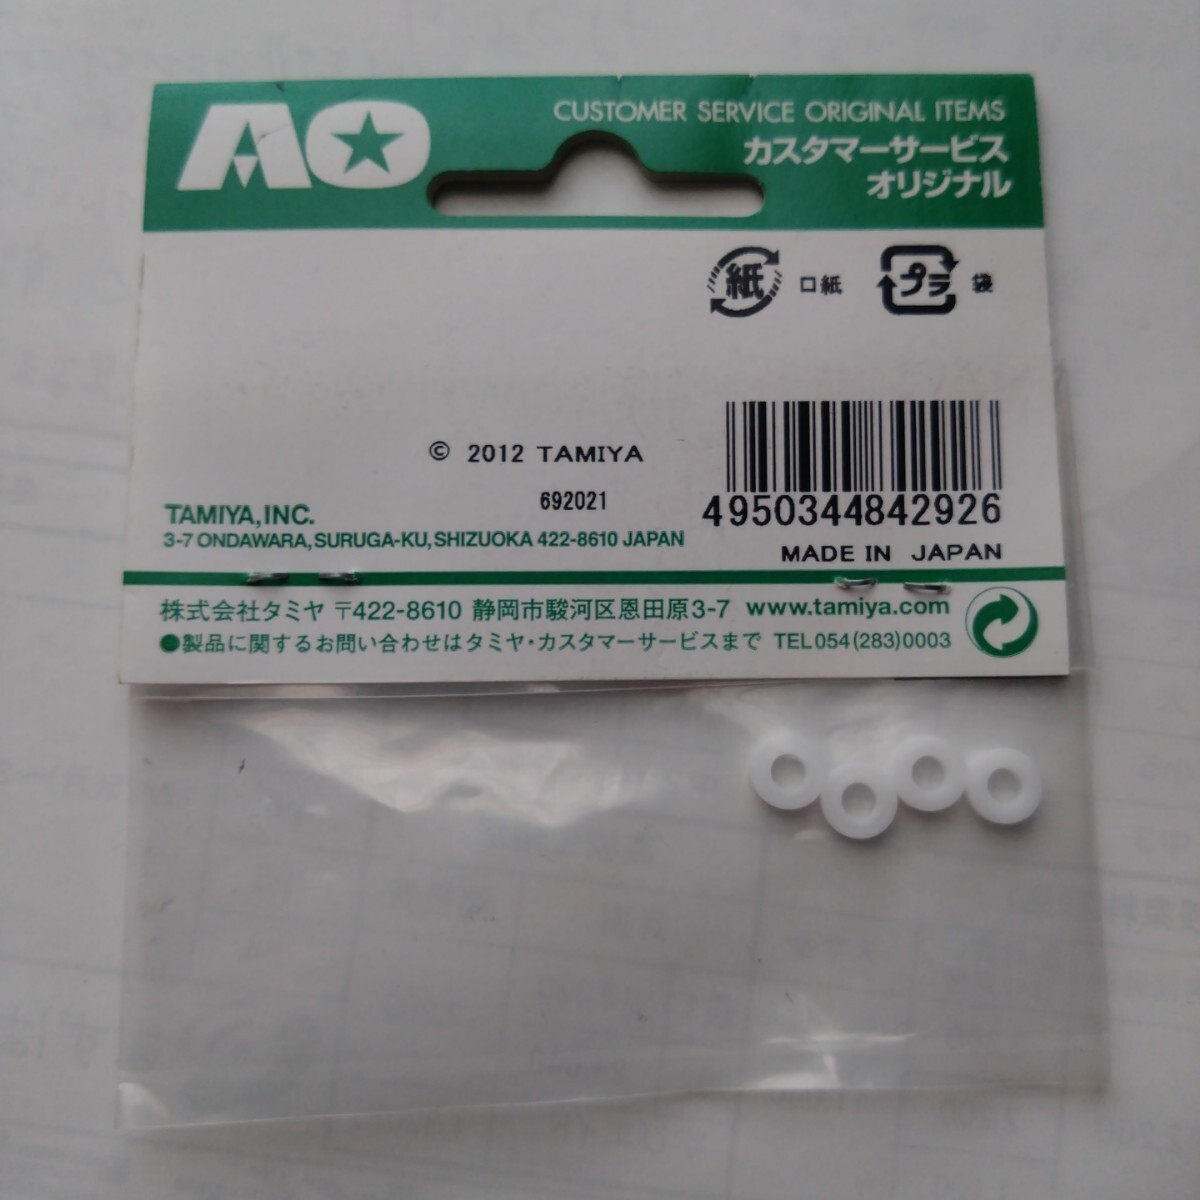 AO
CUSTOMER SERVICE ORIGINAL ITEMS
カスタマーサービス
オリジナル
紙 口紙 プラ 袋
© 2012 TAMIYA
692021
4950344842926
MADE IN JAPAN
TAMIYA, INC.
3-7 ONDAWARA, SURUGA-KU, SHIZUOKA 422-8610 JAPAN
株式会社タミヤ 〒422-8610 静岡市駿河区恩田原3-7 www.tamiya.com
●製品に関するお問い合わせはタミヤ・カスタマーサービスまで TEL054(283)0003